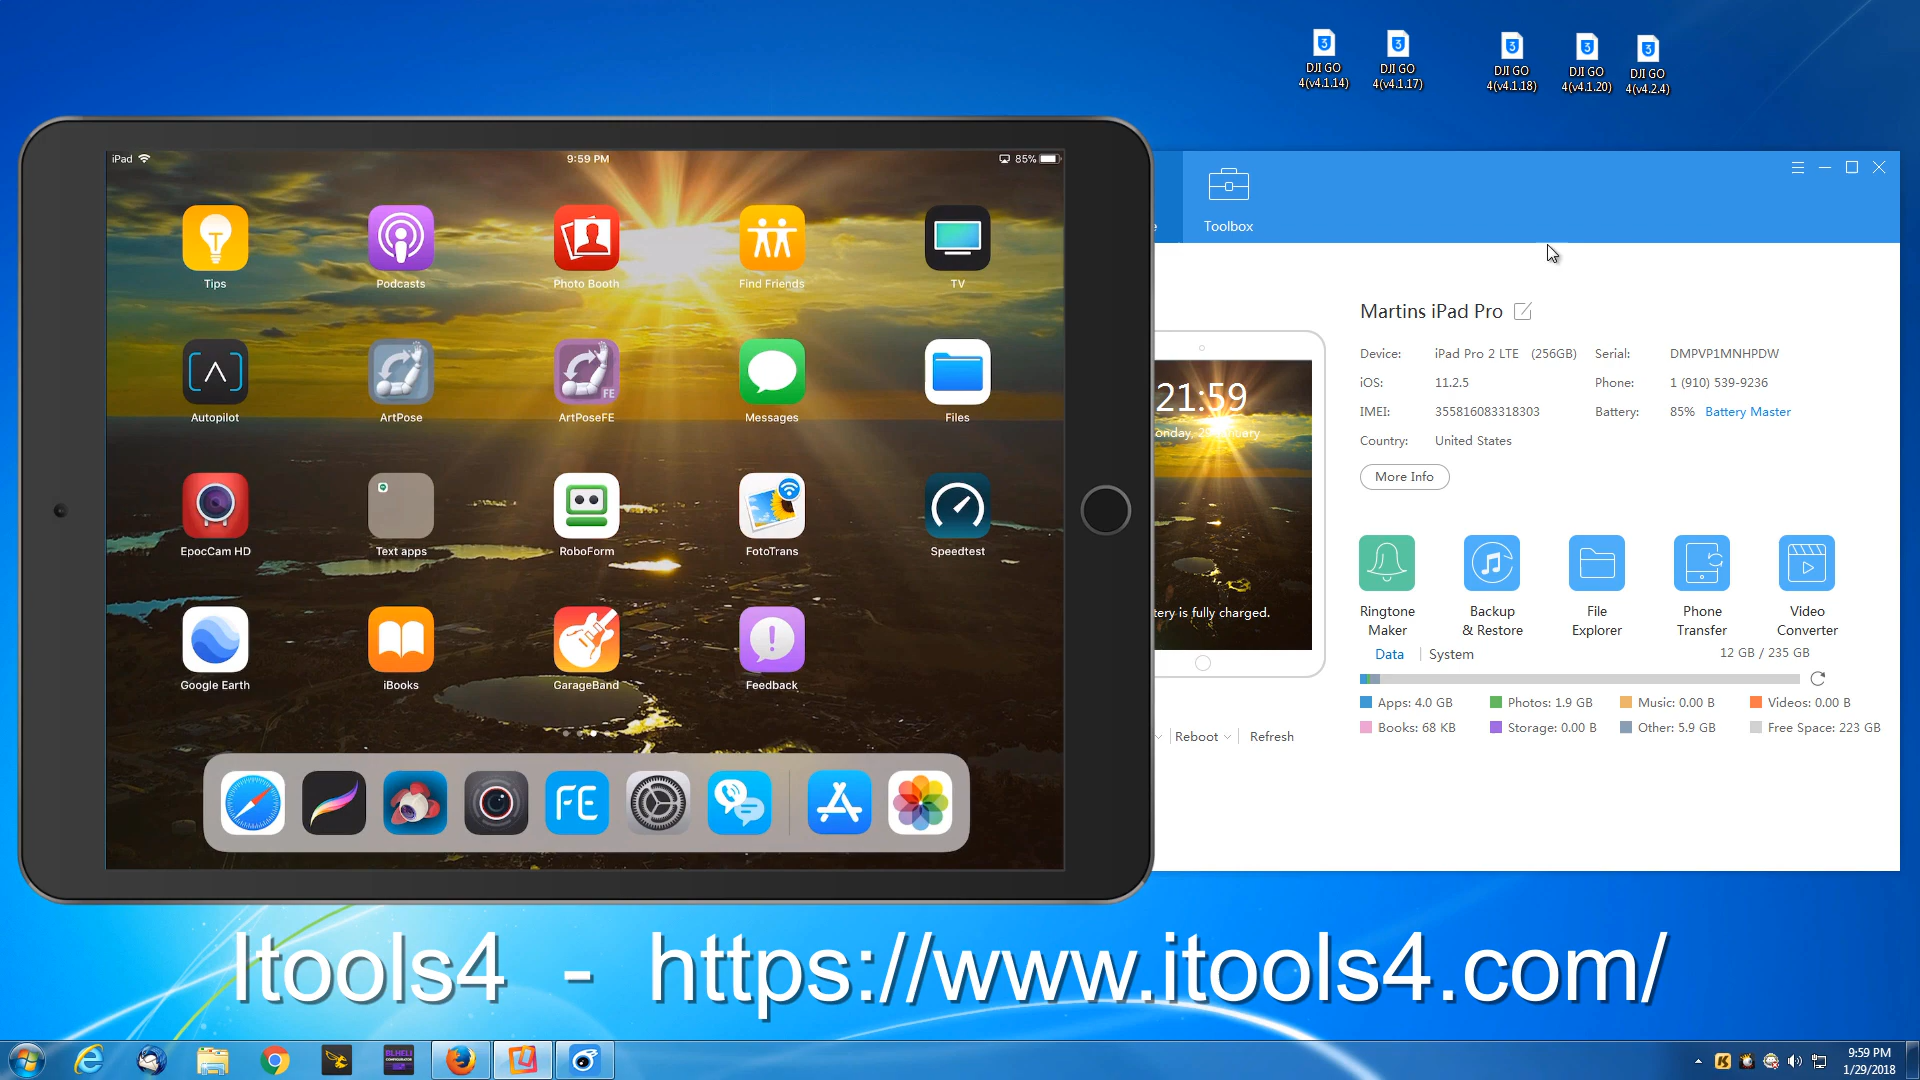 DJI GO
4(v4.1.14)
DJI GO
4(v4.1.17)
DJI GO
4(v4.1.18)
DJI GO
4(v4.1.20)
DJI GO
4(v4.2.4)
iPad
9:59 PM
85%
Tips
Podcasts
Photo Booth
Find Friends
TV
Autopilot
ArtPose
FE
ArtPoseFE
Messages
Files
EpocCam HD
Text apps
RoboForm
FotoTrans
Speedtest
Google Earth
iBooks
GarageBand
Feedback
FE
Toolbox
21:59
tery is fully charged.
Reboot
Refresh
Martins iPad Pro
Device: iPad Pro 2 LTE (256GB) Serial: DMPVP1MNHPDW
iOS: 11.2.5 Phone: 1 (910) 539-9236
IMEI: 355816083318303 Battery: 85% Battery Master
Country: United States
More Info
Ringtone
Maker
Backup
& Restore
File
Explorer
Phone
Transfer
Video
Converter
Data | System 12 GB / 235 GB
Apps: 4.0 GB Photos: 1.9 GB Music: 0.00 B Videos: 0.00 B
Books: 68 KB Storage: 0.00 B Other: 5.9 GB Free Space: 223 GB
Itools4 - https://www.itools4.com/
BLHELI
CONFIGURATOR
9:59 PM
1/29/2018